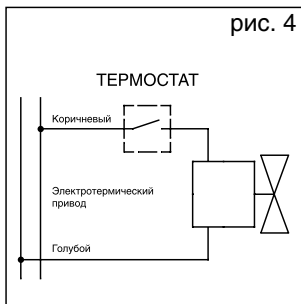 рис. 4
ТЕРМОСТАТ
Коричневый
Электротермический
привод
Голубой